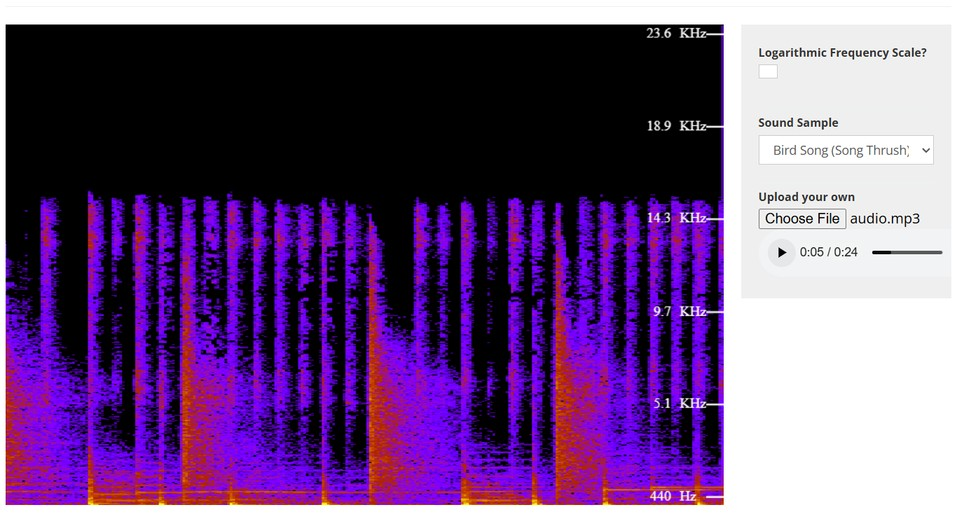 23.6 KHz
18.9 KHz
14.3 KHz
9.7 KHz
5.1 KHz
440 Hz
Logarithmic Frequency Scale?
Sound Sample
Bird Song (Song Thrush)
Upload your own
Choose File audio.mp3
0:05 / 0:24